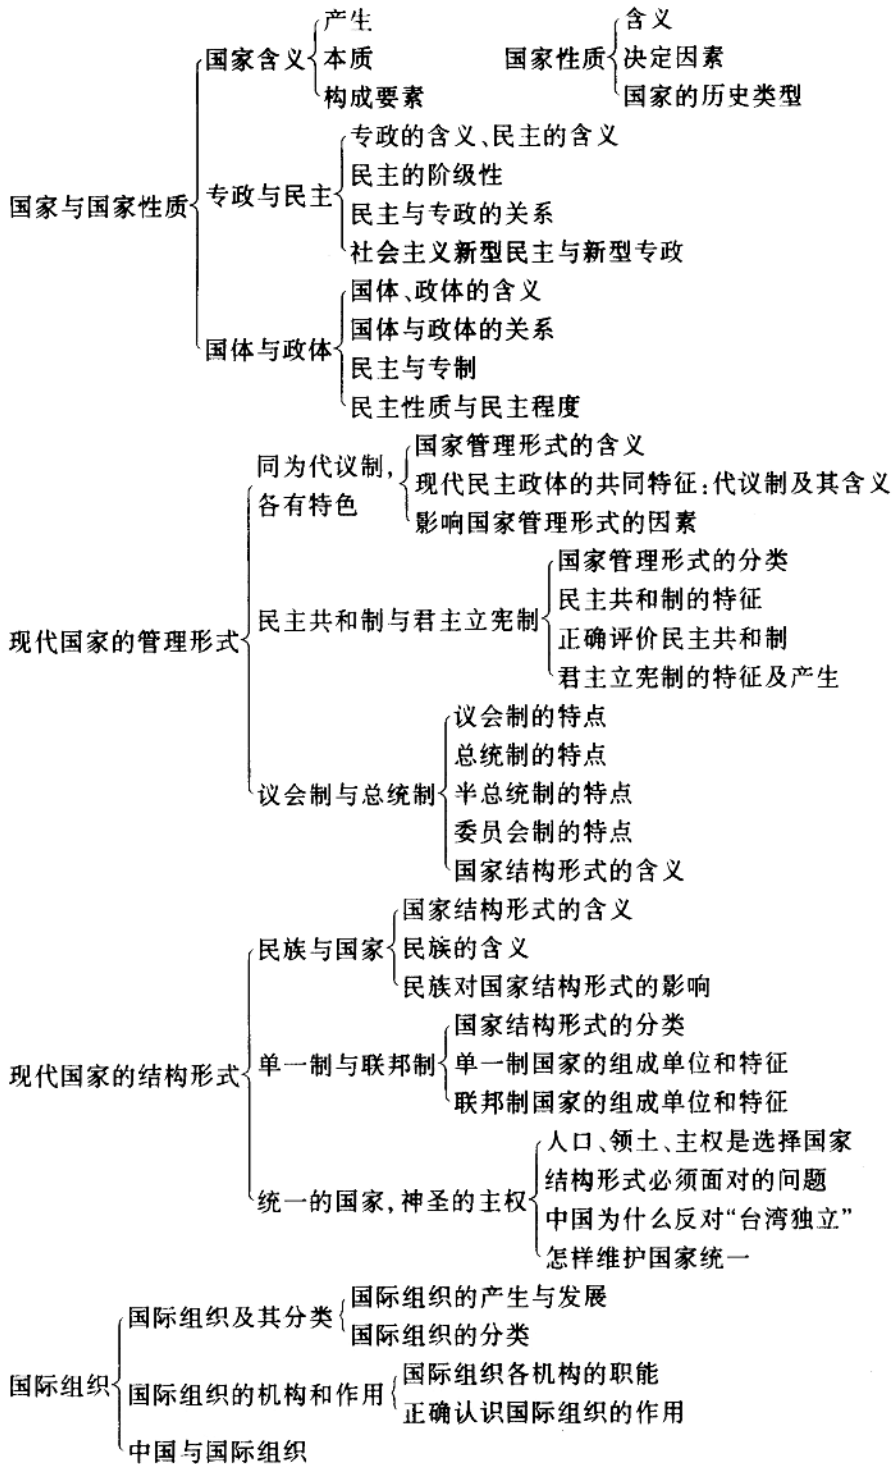 国家与国家性质
国家含义
产生
本质
构成要素
国家性质
含义
决定因素
国家的历史类型
专政与民主
专政的含义、民主的含义
民主的阶级性
民主与专政的关系
社会主义新型民主与新型专政
国体与政体
国体、政体的含义
国体与政体的关系
民主与专制
民主性质与民主程度
现代国家的管理形式
同为代议制,
各有特色
国家管理形式的含义
现代民主政体的共同特征:代议制及其含义
影响国家管理形式的因素
民主共和制与君主立宪制
国家管理形式的分类
民主共和制的特征
正确评价民主共和制
君主立宪制的特征及产生
议会制与总统制
议会制的特点
总统制的特点
半总统制的特点
委员会制的特点
国家结构形式的含义
现代国家的结构形式
民族与国家
国家结构形式的含义
民族的含义
民族对国家结构形式的影响
单一制与联邦制
国家结构形式的分类
单一制国家的组成单位和特征
联邦制国家的组成单位和特征
统一的国家,神圣的主权
人口、领土、主权是选择国家
结构形式必须面对的问题
中国为什么反对“台湾独立”
怎样维护国家统一
国际组织
国际组织及其分类
国际组织的产生与发展
国际组织的分类
国际组织的机构和作用
国际组织各机构的职能
正确认识国际组织的作用
中国与国际组织